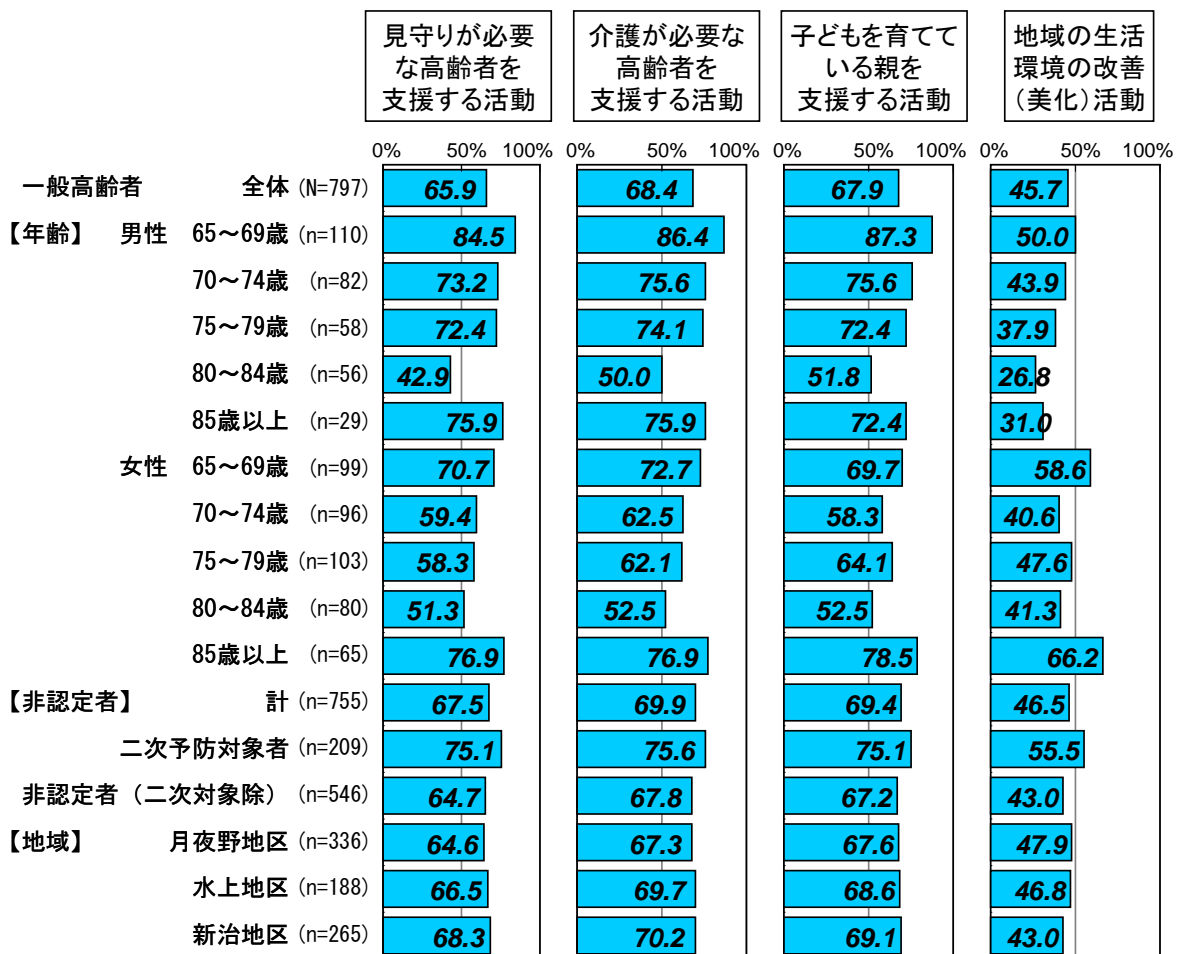 見守りが必要
な高齢者を
支援する活動
介護が必要な
高齢者を
支援する活動
子どもを育てて
いる親を
支援する活動
地域の生活
環境の改善
（美化）活動
0% 50% 100% 0% 50% 100% 0% 50% 100% 0% 50% 100%
一般高齢者 全体 (N=797) 65.9 68.4 67.9 45.7
【年齢】 男性 65～69歳 (n=110) 84.5 86.4 87.3 50.0
70～74歳 (n=82) 73.2 75.6 75.6 43.9
75～79歳 (n=58) 72.4 74.1 72.4 37.9
80～84歳 (n=56) 42.9 50.0 51.8 26.8
85歳以上 (n=29) 75.9 75.9 72.4 31.0
女性 65～69歳 (n=99) 70.7 72.7 69.7 58.6
70～74歳 (n=96) 59.4 62.5 58.3 40.6
75～79歳 (n=103) 58.3 62.1 64.1 47.6
80～84歳 (n=80) 51.3 52.5 52.5 41.3
85歳以上 (n=65) 76.9 76.9 78.5 66.2
【非認定者】 計 (n=755) 67.5 69.9 69.4 46.5
二次予防対象者 (n=209) 75.1 75.6 75.1 55.5
非認定者（二次対象除） (n=546) 64.7 67.8 67.2 43.0
【地域】 月夜野地区 (n=336) 64.6 67.3 67.6 47.9
水上地区 (n=188) 66.5 69.7 68.6 46.8
新治地区 (n=265) 68.3 70.2 69.1 43.0